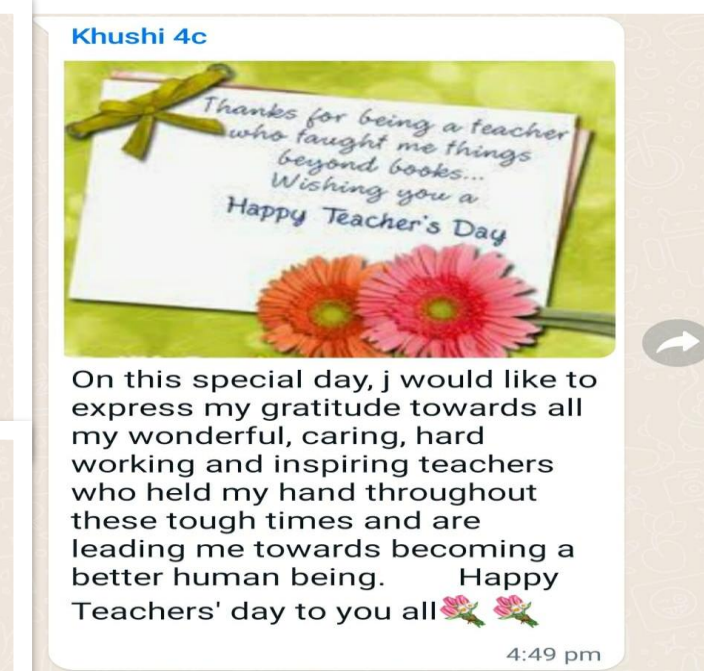 Khushi 4c
Thanks for being a teacher
who taught me things
beyond books...
Wishing you a
Happy Teacher's Day
On this special day, j would like to
express my gratitude towards all
my wonderful, caring, hard
working and inspiring teachers
who held my hand throughout
these tough times and are
leading me towards becoming a
better human being. Happy
Teachers' day to you all💐 💐
4:49 pm